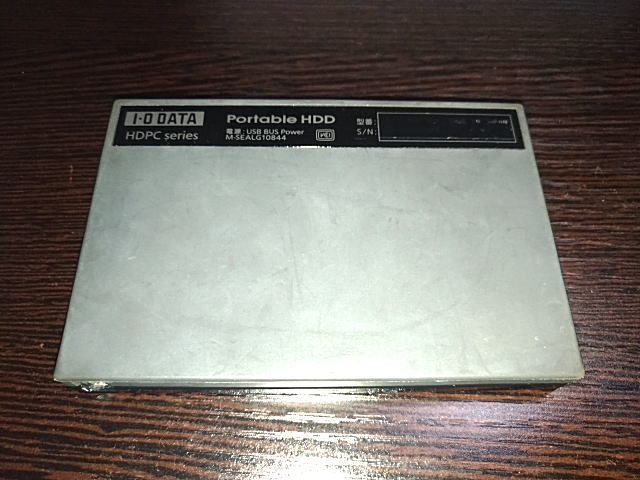 I-O DATA
HDPC series
Portable HDD
電源: USB BUS Power
M-SEALG10844
型番:
S/N: